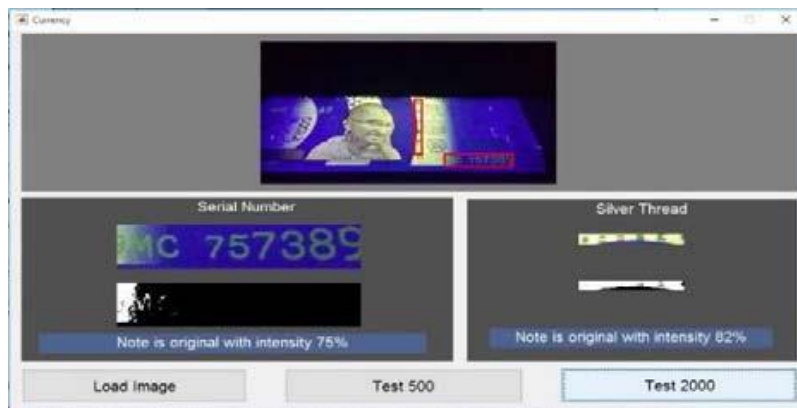 Currency
Serial Number
MC 757389
Note is original with intensity 75%
Silver Thread
Note is original with intensity 82%
Load Image
Test 500
Test 2000